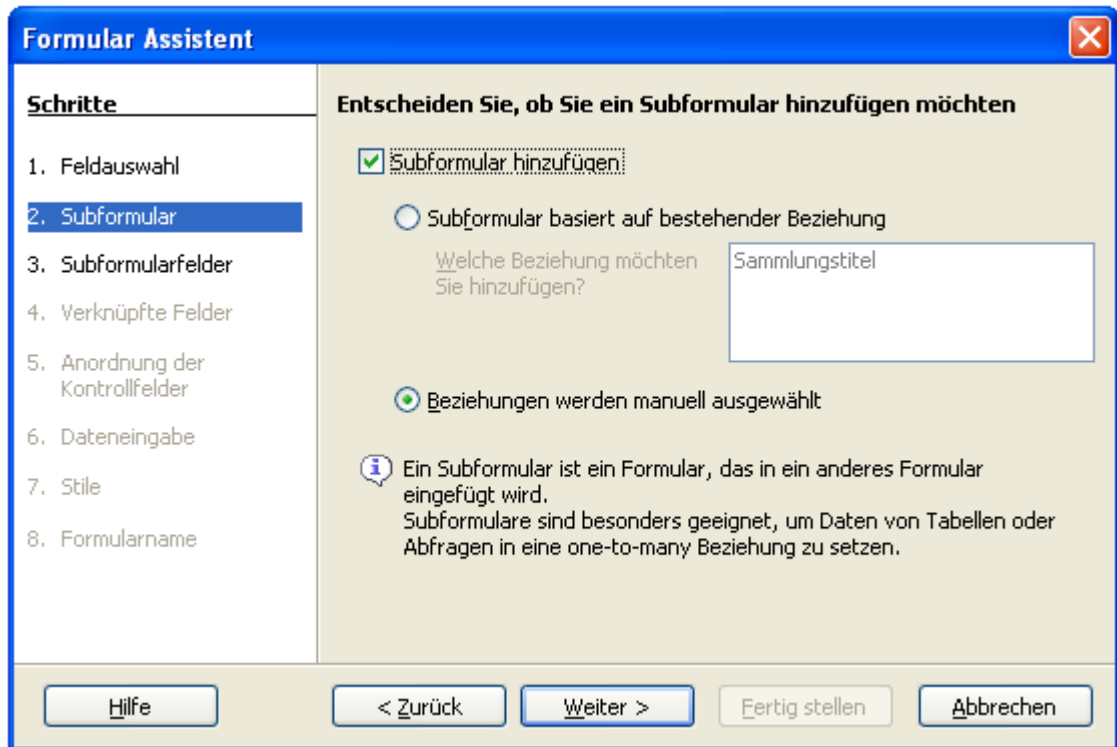 Formular Assistent
Schritte
1. Feldauswahl
2. Subformular
3. Subformularfelder
4. Verknüpfte Felder
5. Anordnung der
Kontrollfelder
6. Dateneingabe
7. Stile
8. Formularname
Entscheiden Sie, ob Sie ein Subformular hinzufügen möchten
Subformular hinzufügen
Subformular basiert auf bestehender Beziehung
Welche Beziehung möchten
Sie hinzufügen?
Sammlungstitel
Beziehungen werden manuell ausgewählt
Ein Subformular ist ein Formular, das in ein anderes Formular
eingefügt wird.
Subformulare sind besonders geeignet, um Daten von Tabellen oder
Abfragen in eine one-to-many Beziehung zu setzen.
Hilfe
< Zurück
Weiter >
Fertig stellen
Abbrechen